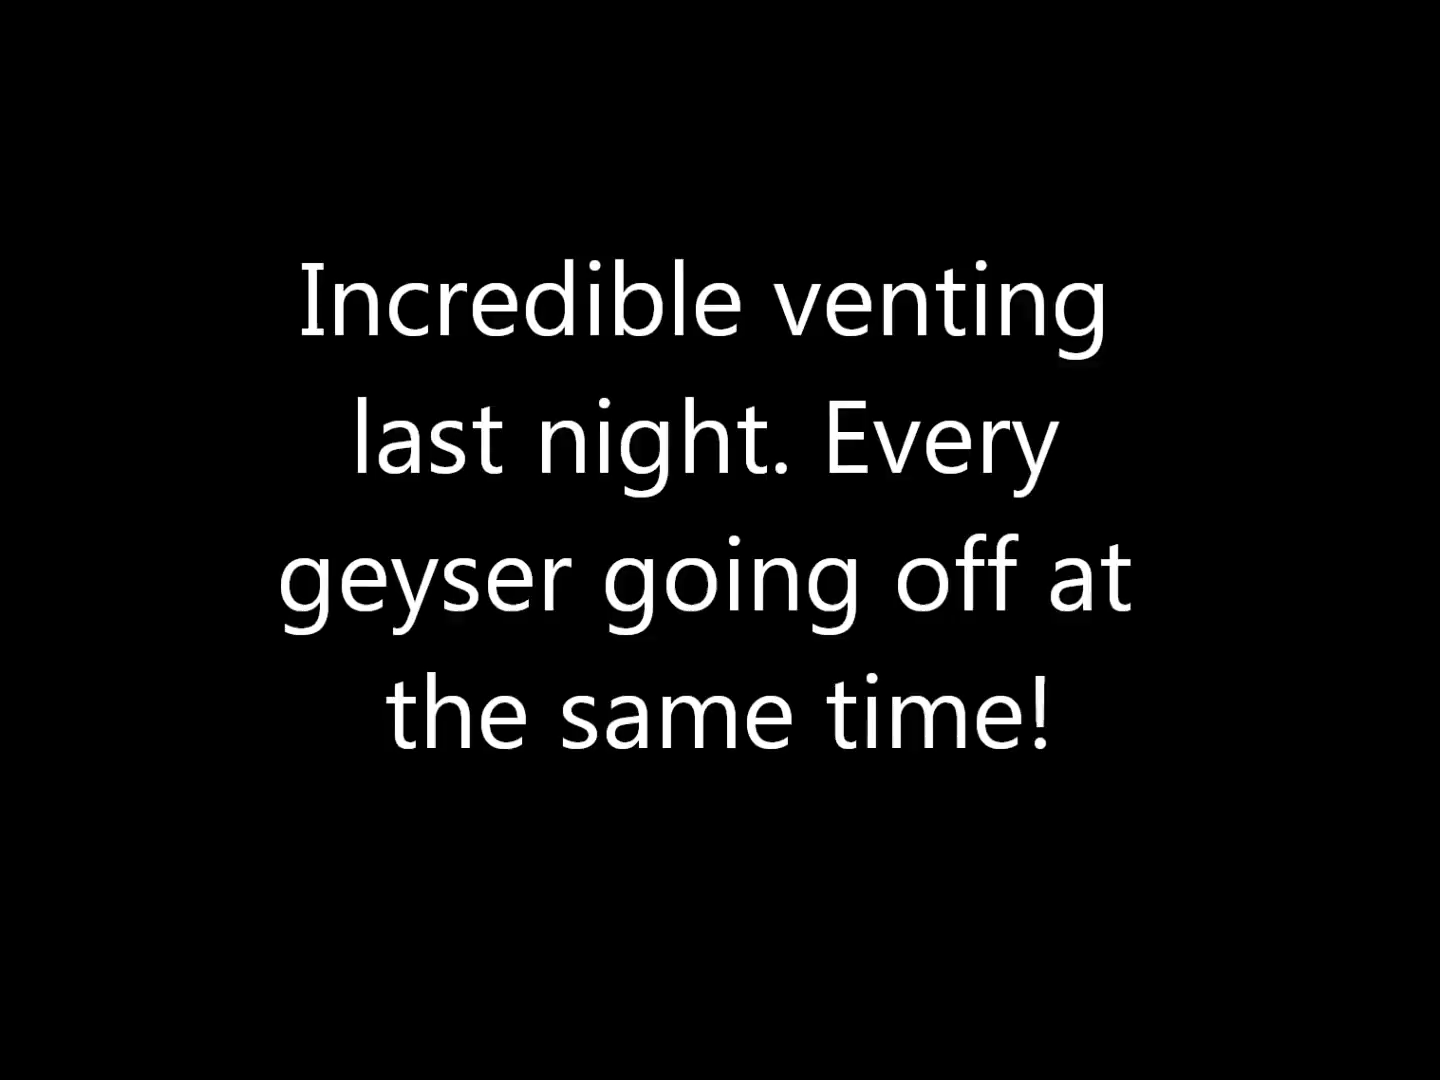 Incredible venting
last night. Every
geyser going off at
the same time!